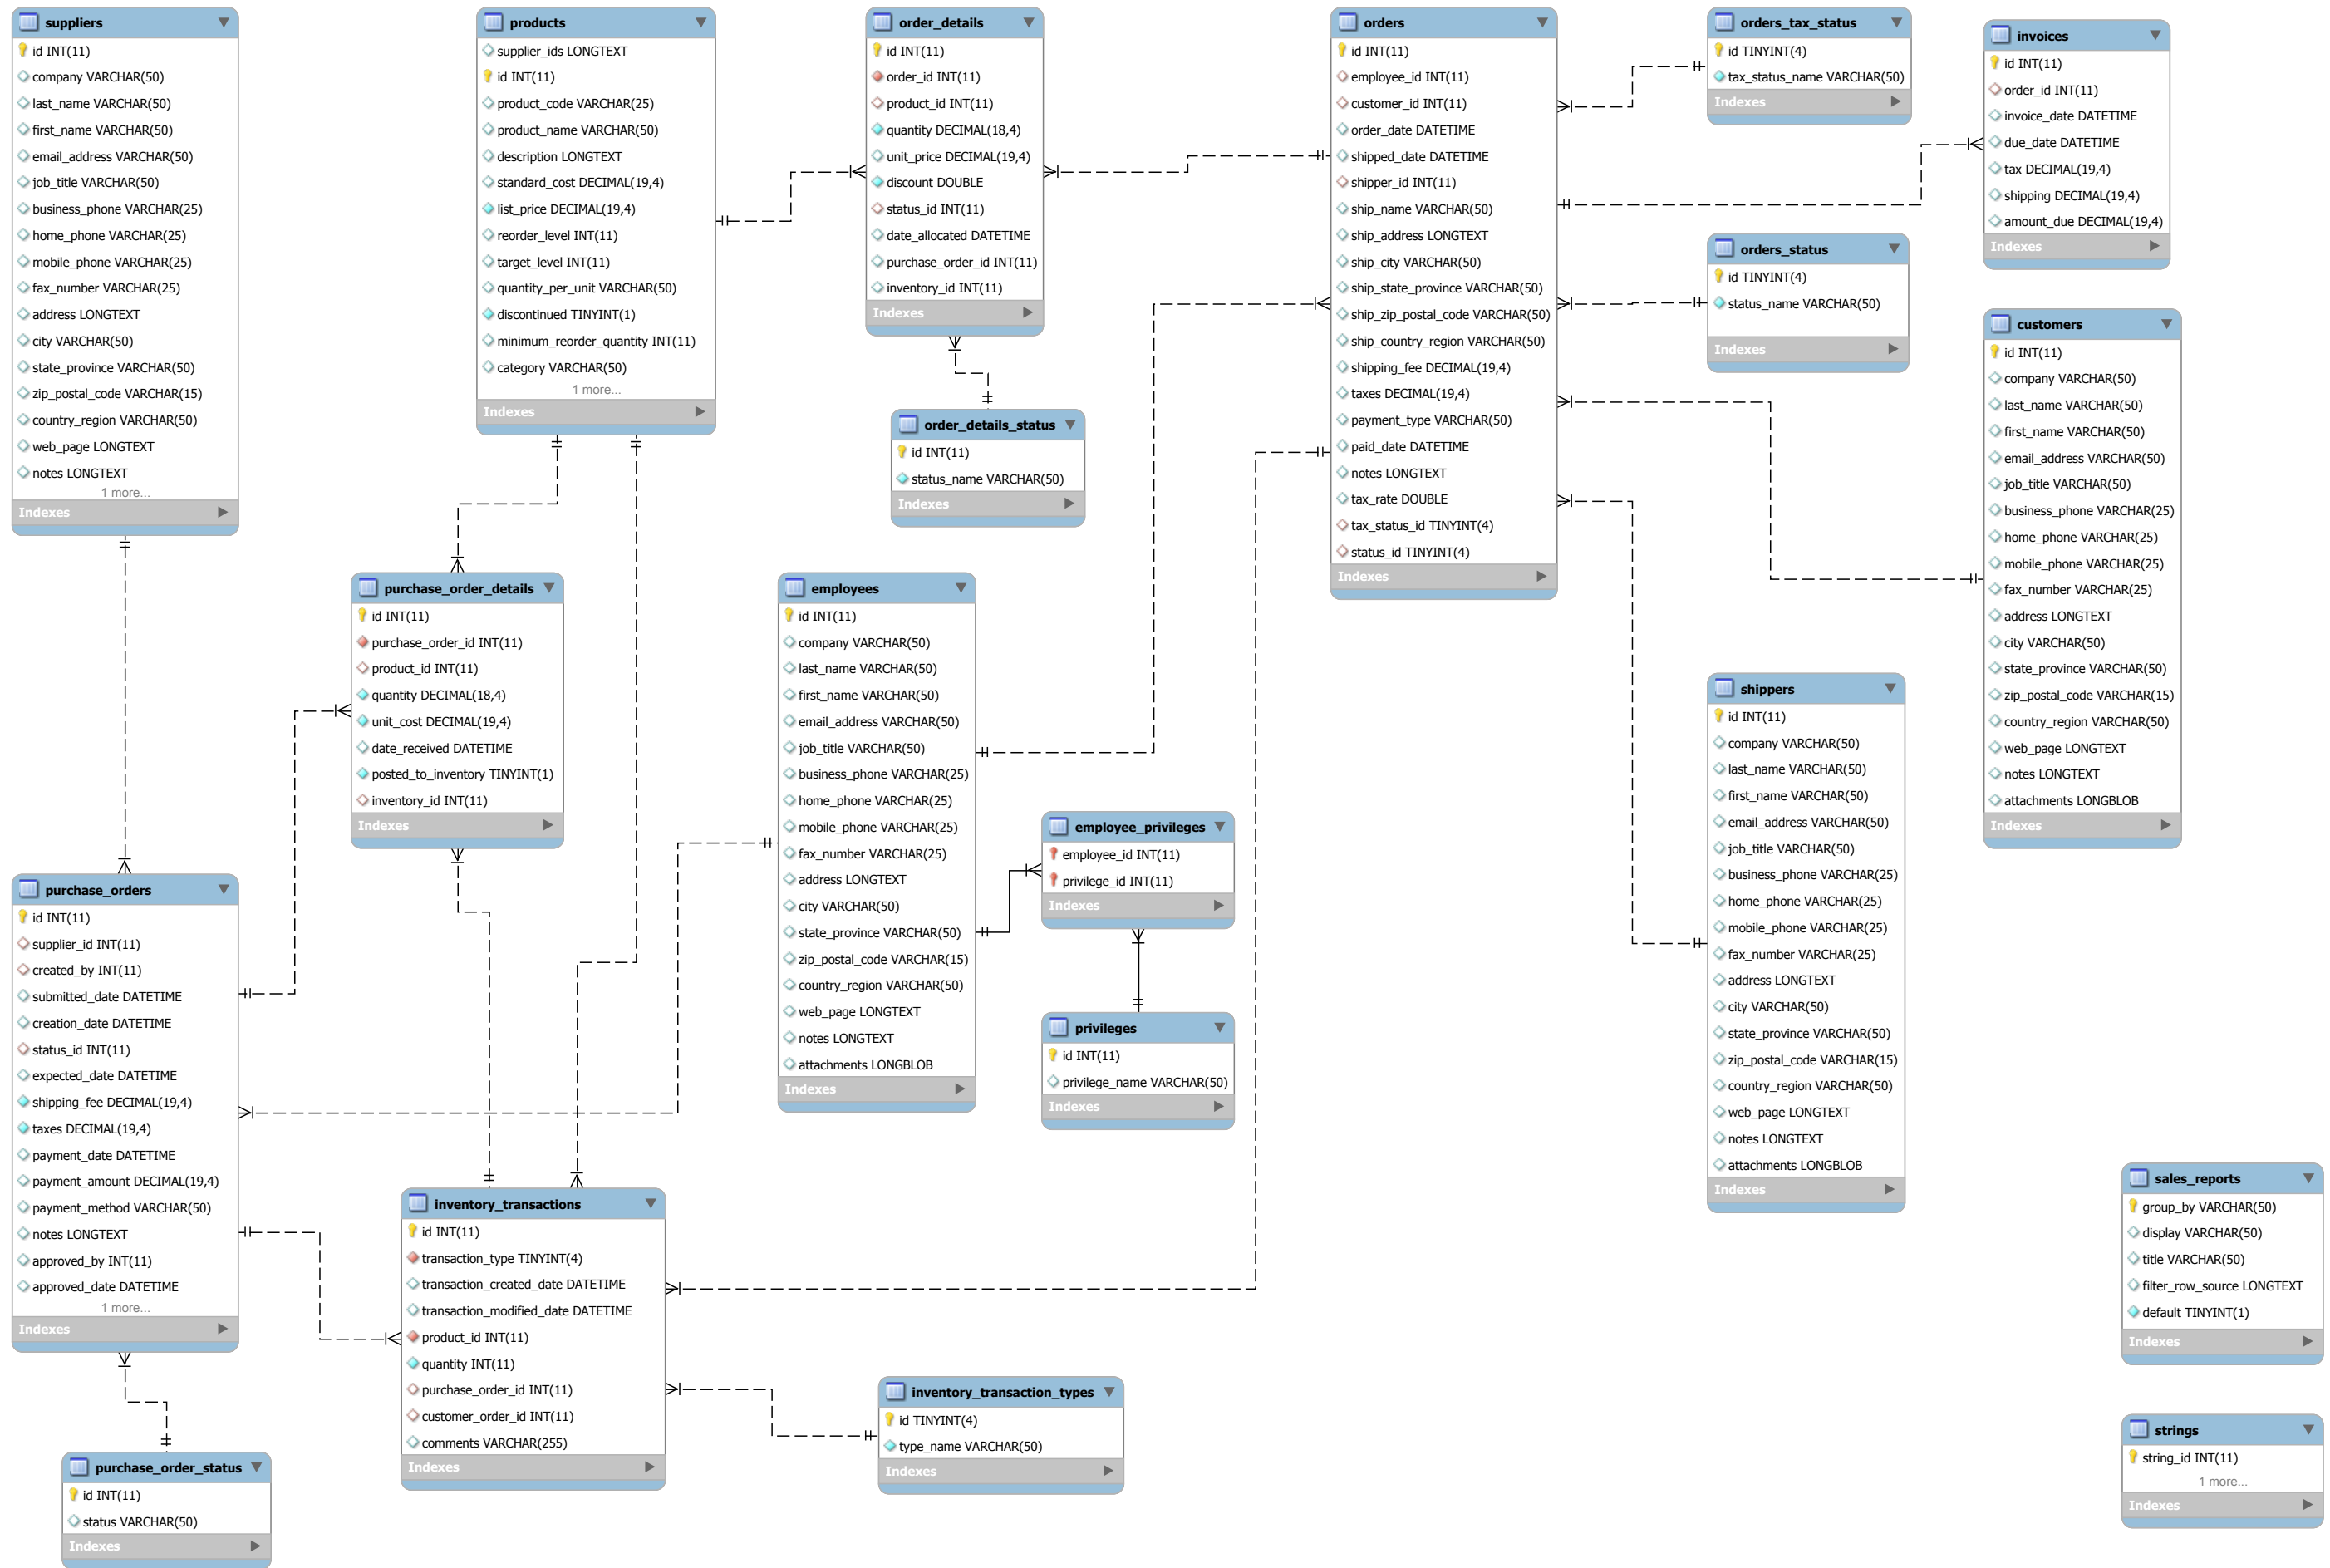 suppliers
id INT(11)
company VARCHAR(50)
last_name VARCHAR(50)
first_name VARCHAR(50)
email_address VARCHAR(50)
job_title VARCHAR(50)
business_phone VARCHAR(25)
home_phone VARCHAR(25)
mobile_phone VARCHAR(25)
fax_number VARCHAR(25)
address LONGTEXT
city VARCHAR(50)
state_province VARCHAR(50)
zip_postal_code VARCHAR(15)
country_region VARCHAR(50)
web_page LONGTEXT
notes LONGTEXT
1 more...
Indexes
products
supplier_ids LONGTEXT
id INT(11)
product_code VARCHAR(25)
product_name VARCHAR(50)
description LONGTEXT
standard_cost DECIMAL(19,4)
list_price DECIMAL(19,4)
reorder_level INT(11)
target_level INT(11)
quantity_per_unit VARCHAR(50)
discontinued TINYINT(1)
minimum_reorder_quantity INT(11)
category VARCHAR(50)
1 more...
Indexes
order_details
id INT(11)
order_id INT(11)
product_id INT(11)
quantity DECIMAL(18,4)
unit_price DECIMAL(19,4)
discount DOUBLE
status_id INT(11)
date_allocated DATETIME
purchase_order_id INT(11)
inventory_id INT(11)
Indexes
orders
id INT(11)
employee_id INT(11)
customer_id INT(11)
order_date DATETIME
shipped_date DATETIME
shipper_id INT(11)
ship_name VARCHAR(50)
ship_address LONGTEXT
ship_city VARCHAR(50)
ship_state_province VARCHAR(50)
ship_zip_postal_code VARCHAR(50)
ship_country_region VARCHAR(50)
shipping_fee DECIMAL(19,4)
taxes DECIMAL(19,4)
payment_type VARCHAR(50)
paid_date DATETIME
notes LONGTEXT
tax_rate DOUBLE
tax_status_id TINYINT(4)
status_id TINYINT(4)
Indexes
orders_tax_status
id TINYINT(4)
tax_status_name VARCHAR(50)
Indexes
invoices
id INT(11)
order_id INT(11)
invoice_date DATETIME
due_date DATETIME
tax DECIMAL(19,4)
shipping DECIMAL(19,4)
amount_due DECIMAL(19,4)
Indexes
orders_status
id TINYINT(4)
status_name VARCHAR(50)
Indexes
customers
id INT(11)
company VARCHAR(50)
last_name VARCHAR(50)
first_name VARCHAR(50)
email_address VARCHAR(50)
job_title VARCHAR(50)
business_phone VARCHAR(25)
home_phone VARCHAR(25)
mobile_phone VARCHAR(25)
fax_number VARCHAR(25)
address LONGTEXT
city VARCHAR(50)
state_province VARCHAR(50)
zip_postal_code VARCHAR(15)
country_region VARCHAR(50)
web_page LONGTEXT
notes LONGTEXT
attachments LONGBLOB
Indexes
order_details_status
id INT(11)
status_name VARCHAR(50)
Indexes
purchase_order_details
id INT(11)
purchase_order_id INT(11)
product_id INT(11)
quantity DECIMAL(18,4)
unit_cost DECIMAL(19,4)
date_received DATETIME
posted_to_inventory TINYINT(1)
inventory_id INT(11)
Indexes
employees
id INT(11)
company VARCHAR(50)
last_name VARCHAR(50)
first_name VARCHAR(50)
email_address VARCHAR(50)
job_title VARCHAR(50)
business_phone VARCHAR(25)
home_phone VARCHAR(25)
mobile_phone VARCHAR(25)
fax_number VARCHAR(25)
address LONGTEXT
city VARCHAR(50)
state_province VARCHAR(50)
zip_postal_code VARCHAR(15)
country_region VARCHAR(50)
web_page LONGTEXT
notes LONGTEXT
attachments LONGBLOB
Indexes
shippers
id INT(11)
company VARCHAR(50)
last_name VARCHAR(50)
first_name VARCHAR(50)
email_address VARCHAR(50)
job_title VARCHAR(50)
business_phone VARCHAR(25)
home_phone VARCHAR(25)
mobile_phone VARCHAR(25)
fax_number VARCHAR(25)
address LONGTEXT
city VARCHAR(50)
state_province VARCHAR(50)
zip_postal_code VARCHAR(15)
country_region VARCHAR(50)
web_page LONGTEXT
notes LONGTEXT
attachments LONGBLOB
Indexes
employee_privileges
employee_id INT(11)
privilege_id INT(11)
Indexes
privileges
id INT(11)
privilege_name VARCHAR(50)
Indexes
purchase_orders
id INT(11)
supplier_id INT(11)
created_by INT(11)
submitted_date DATETIME
creation_date DATETIME
status_id INT(11)
expected_date DATETIME
shipping_fee DECIMAL(19,4)
taxes DECIMAL(19,4)
payment_date DATETIME
payment_amount DECIMAL(19,4)
payment_method VARCHAR(50)
notes LONGTEXT
approved_by INT(11)
approved_date DATETIME
1 more...
Indexes
inventory_transactions
id INT(11)
transaction_type TINYINT(4)
transaction_created_date DATETIME
transaction_modified_date DATETIME
product_id INT(11)
quantity INT(11)
purchase_order_id INT(11)
customer_order_id INT(11)
comments VARCHAR(255)
Indexes
sales_reports
group_by VARCHAR(50)
display VARCHAR(50)
title VARCHAR(50)
filter_row_source LONGTEXT
default TINYINT(1)
Indexes
inventory_transaction_types
id TINYINT(4)
type_name VARCHAR(50)
Indexes
strings
string_id INT(11)
1 more...
Indexes
purchase_order_status
id INT(11)
status VARCHAR(50)
Indexes